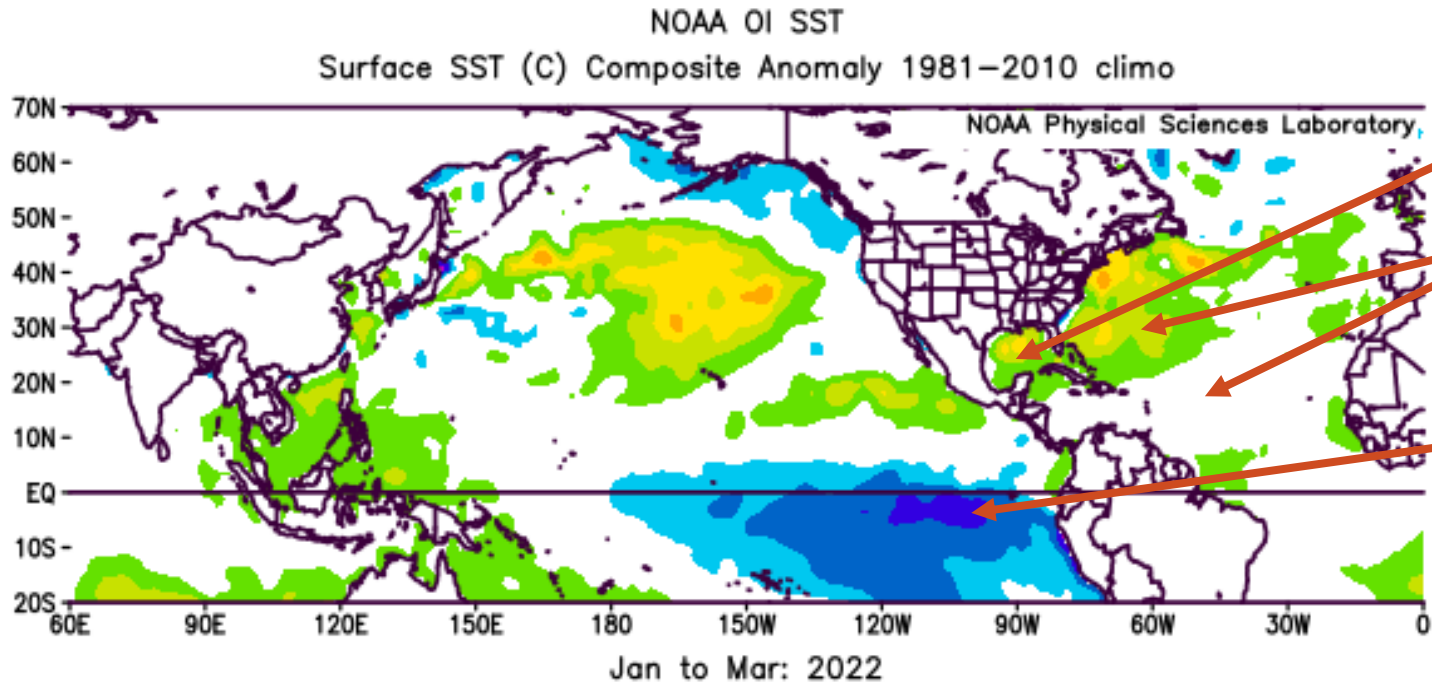 NOAA OI SST
Surface SST (C) Composite Anomaly 1981-2010 climo
NOAA Physical Sciences Laboratory
70N
60N
50N
40N
30N
20N
10N
EQ
10S
20S
60E 90E 120E 150E 180 150W 120W 90W 60W 30W 0
Jan to Mar: 2022